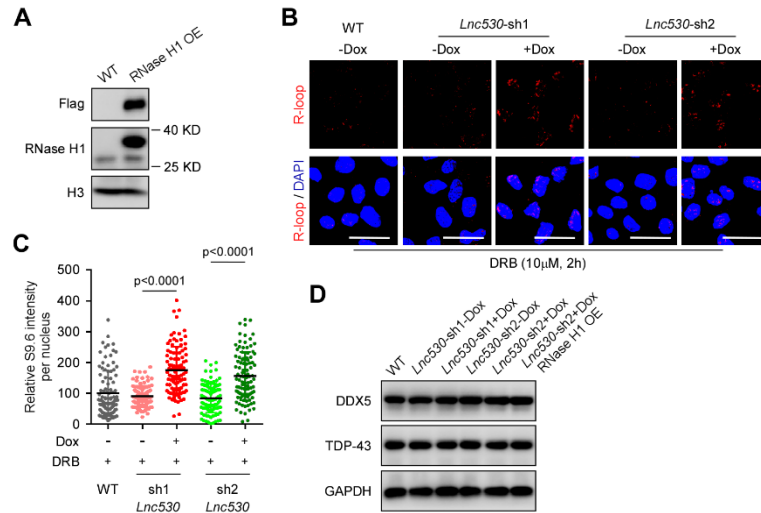 A
WT
RNase H1 OE
Flag
RNase H1
40 KD
25 KD
H3
B
WT
Lnc530-sh1
Lnc530-sh2
-Dox
-Dox
+Dox
-Dox
+Dox
R-loop
R-loop / DAPI
DRB (10μM, 2h)
C
p<0.0001
p<0.0001
Relative S9.6 intensity
per nucleus
500
400
300
200
100
0
Dox - - + - +
DRB + + + + +
WT sh1 sh2
Lnc530 Lnc530
D
WT
Lnc530-sh1-Dox
Lnc530-sh1+Dox
Lnc530-sh2-Dox
Lnc530-sh2+Dox
Lnc530-sh2+Dox
RNase H1 OE
DDX5
TDP-43
GAPDH